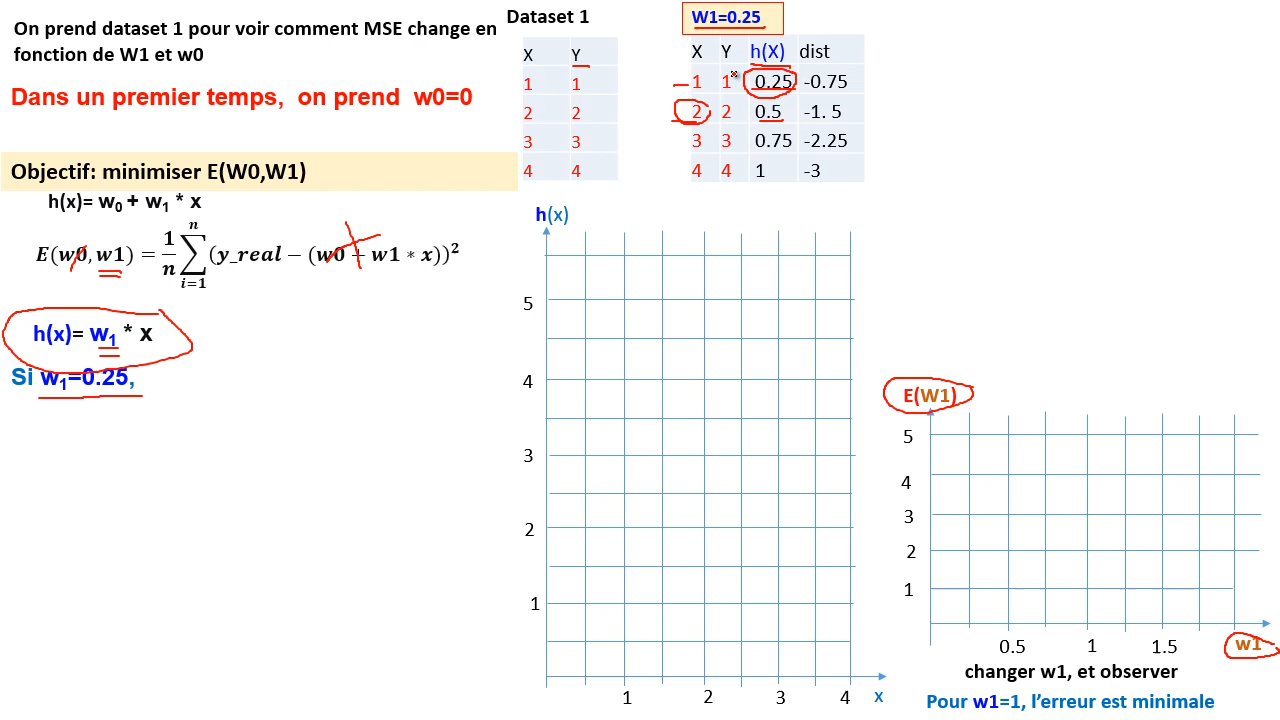 On prend dataset 1 pour voir comment MSE change en
fonction de W1 et w0
Dans un premier temps, on prend w0=0
Objectif: minimiser E(W0,W1)
h(x)= w₀ + w₁ * x
E(w0, w1) = 1/n ∑ i=1 n (y_real − (w0 + w1 * x))²
h(x)= w₁ * x
Si w₁=0.25,
Dataset 1
X Y
1 1
2 2
3 3
4 4
W1=0.25
X Y h(X) dist
1 1 0.25 -0.75
2 2 0.5 -1. 5
3 3 0.75 -2.25
4 4 1 -3
h(x)
5
4
3
2
1
1 2 3 4 x
E(W1)
5
4
3
2
1
0.5 1 1.5 w1
changer w1, et observer
Pour w1=1, l’erreur est minimale